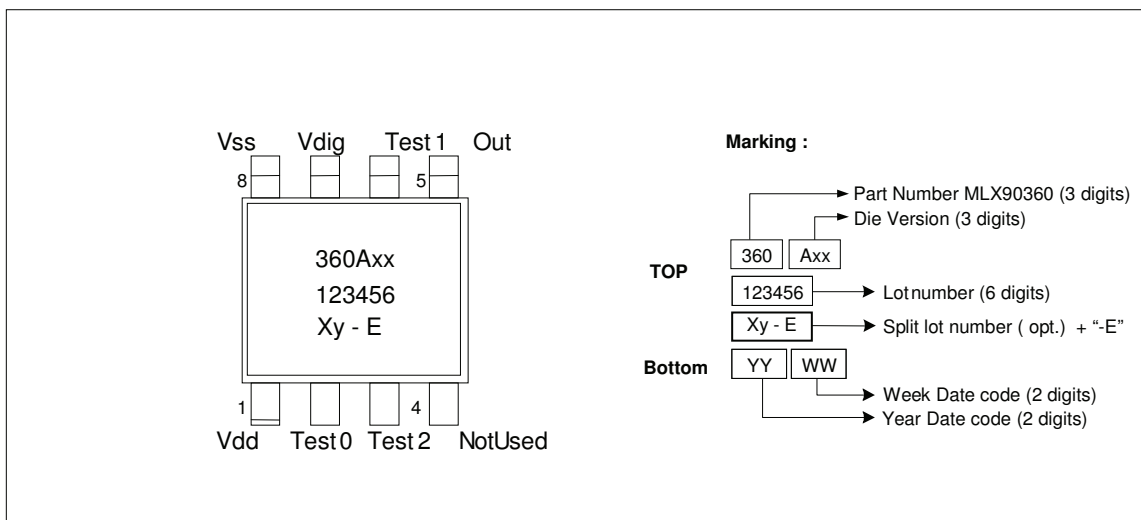 Vss Vdig Test 1 Out
8 5
360Axx
123456
Xy - E
1 4
Vdd Test 0 Test 2 NotUsed
Marking :
Part Number MLX90360 (3 digits)
Die Version (3 digits)
360 Axx
TOP
123456 Lot number (6 digits)
Xy - E Split lot number ( opt.) + “-E”
Bottom YY WW
Week Date code (2 digits)
Year Date code (2 digits)